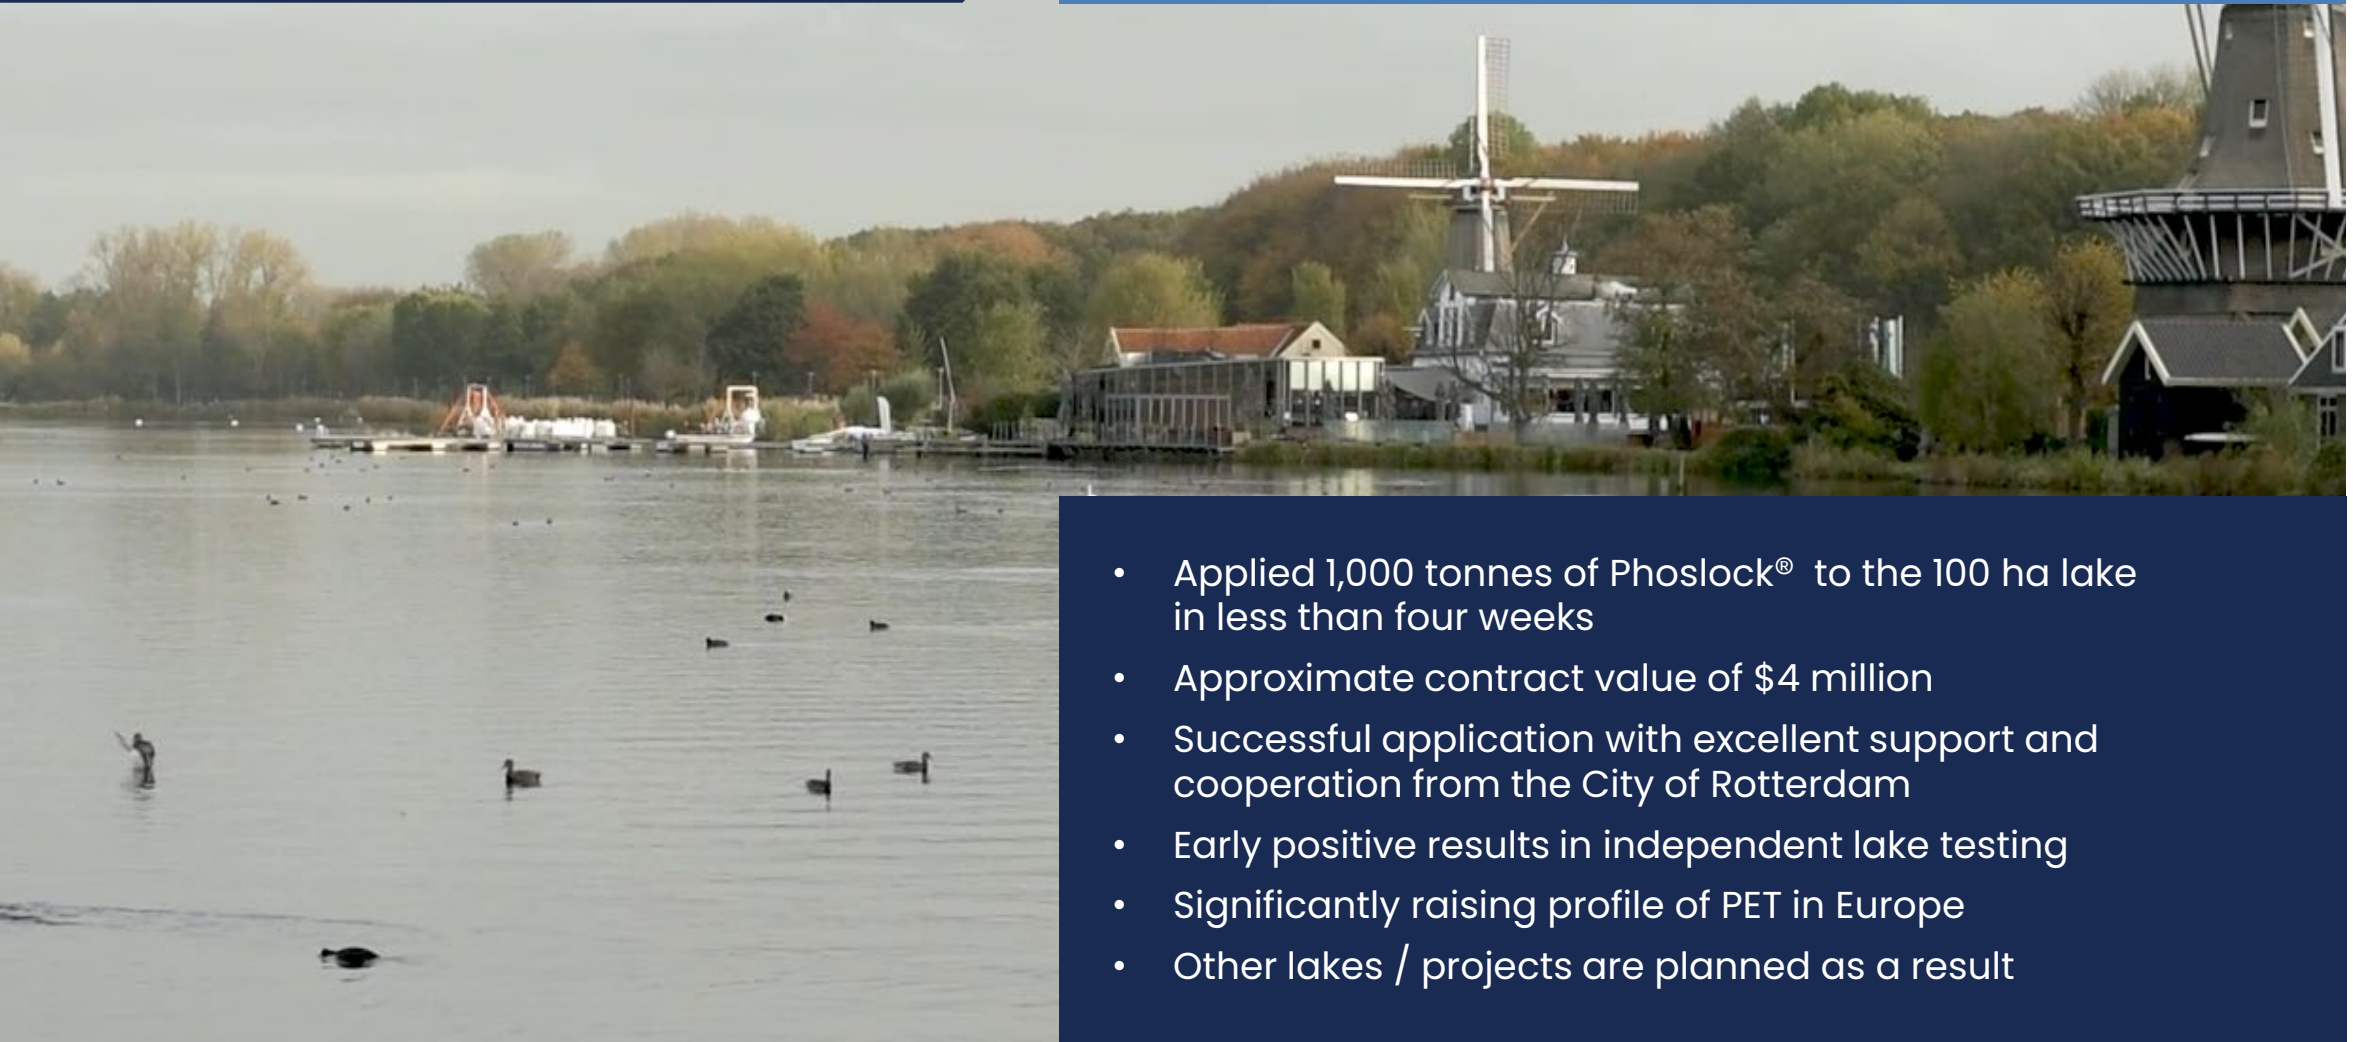 • Applied 1,000 tonnes of Phoslock® to the 100 ha lake
in less than four weeks
• Approximate contract value of $4 million
• Successful application with excellent support and
cooperation from the City of Rotterdam
• Early positive results in independent lake testing
• Significantly raising profile of PET in Europe
• Other lakes / projects are planned as a result